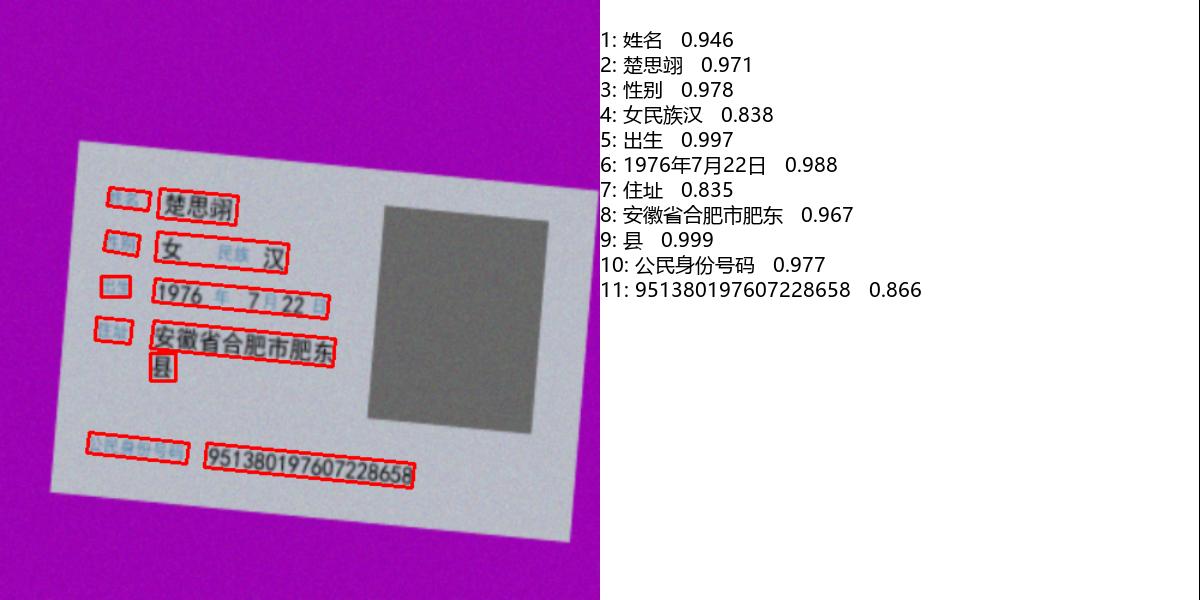 姓名 楚思翊
性别 女 民族 汉
出生 1976 年 7 月 22 日
住址 安徽省合肥市肥东
县
公民身份号码 951380197607228658
1: 姓名 0.946
2: 楚思翊 0.971
3: 性别 0.978
4: 女民族汉 0.838
5: 出生 0.997
6: 1976年7月22日 0.988
7: 住址 0.835
8: 安徽省合肥市肥东 0.967
9: 县 0.999
10: 公民身份号码 0.977
11: 951380197607228658 0.866